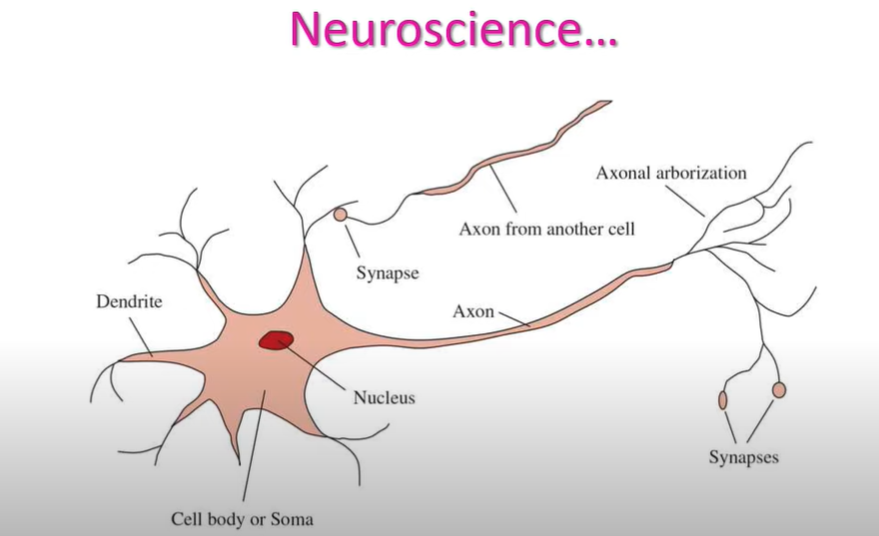 Neuroscience...
Axonal arborization
Axon from another cell
Synapse
Dendrite
Axon
Nucleus
Synapses
Cell body or Soma